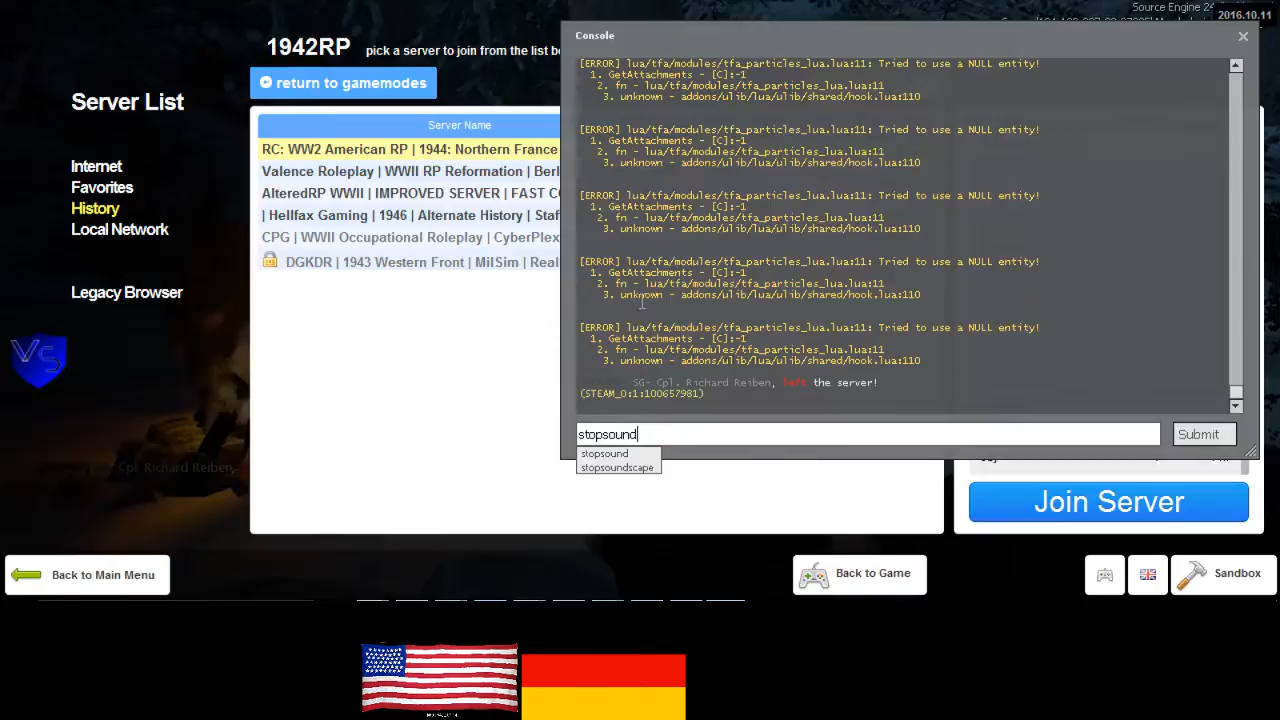 Source Engine 24
2016.10.11
1942RP pick a server to join from the list be
return to gamemodes
Server List
Internet
Favorites
History
Local Network
Legacy Browser
VS
Server Name
RC: WW2 American RP | 1944: Northern France
Valence Roleplay | WWII RP Reformation | Berl
AlteredRP WWII | IMPROVED SERVER | FAST CO
| Hellfax Gaming | 1946 | Alternate History | Staf
CPG | WWII Occupational Roleplay | CyberPlex
DGKDR | 1943 Western Front | MilSim | Real
Console
[ERROR] lua/tfa/modules/tfa_particles_lua.lua:11: Tried to use a NULL entity!
1. GetAttachments - [C]:-1
2. fn - lua/tfa/modules/tfa_particles_lua.lua:11
3. unknown - addons/ulib/lua/ulib/shared/hook.lua:110
[ERROR] lua/tfa/modules/tfa_particles_lua.lua:11: Tried to use a NULL entity!
1. GetAttachments - [C]:-1
2. fn - lua/tfa/modules/tfa_particles_lua.lua:11
3. unknown - addons/ulib/lua/ulib/shared/hook.lua:110
[ERROR] lua/tfa/modules/tfa_particles_lua.lua:11: Tried to use a NULL entity!
1. GetAttachments - [C]:-1
2. fn - lua/tfa/modules/tfa_particles_lua.lua:11
3. unknown - addons/ulib/lua/ulib/shared/hook.lua:110
[ERROR] lua/tfa/modules/tfa_particles_lua.lua:11: Tried to use a NULL entity!
1. GetAttachments - [C]:-1
2. fn - lua/tfa/modules/tfa_particles_lua.lua:11
3. unknown - addons/ulib/lua/ulib/shared/hook.lua:110
[ERROR] lua/tfa/modules/tfa_particles_lua.lua:11: Tried to use a NULL entity!
1. GetAttachments - [C]:-1
2. fn - lua/tfa/modules/tfa_particles_lua.lua:11
3. unknown - addons/ulib/lua/ulib/shared/hook.lua:110
SG- Cpl. Richard Reiben, left the server!
(STEAM_0:1:100657981)
stopsound
Submit
stopsound
stopsoundscape
Cpl Richard Reiben,
Join Server
Back to Main Menu
Back to Game
Sandbox